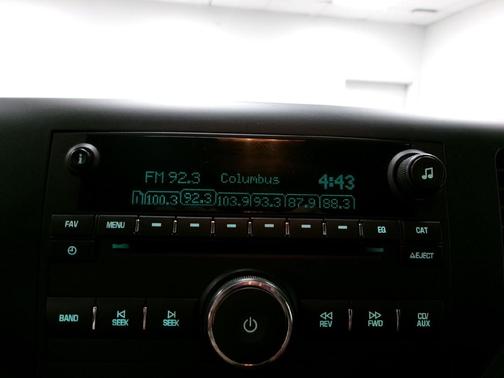 i
FM 92.3 Columbus 4:43
100.3 92.3 103.9 93.3 87.9 88.3
FAV MENU EQ CAT
EJECT
BAND SEEK SEEK REV FWD CD/AUX